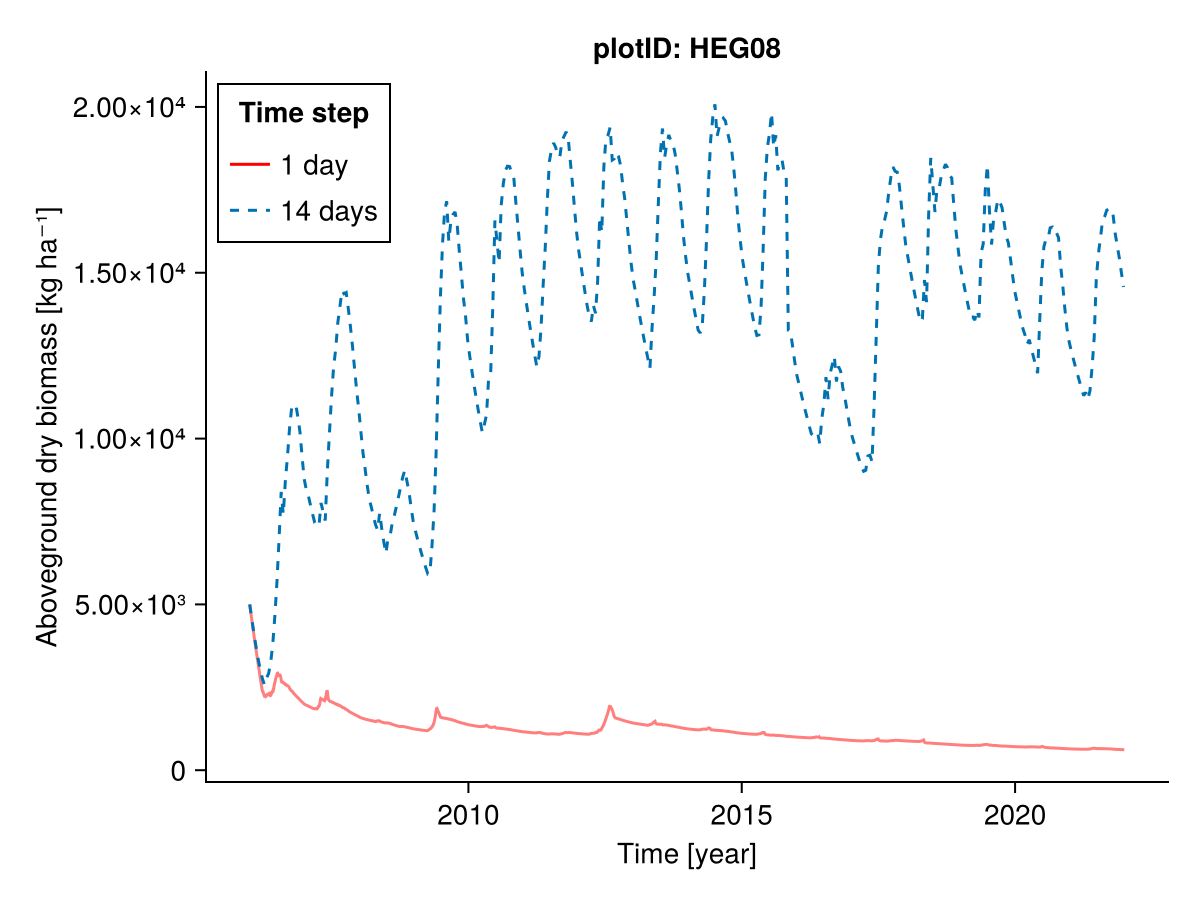 plotID: HEG08
Time step
1 day
14 days
Aboveground dry biomass [kg ha⁻¹]
2.00×10⁴
1.50×10⁴
1.00×10⁴
5.00×10³
0
2010 2015 2020
Time [year]